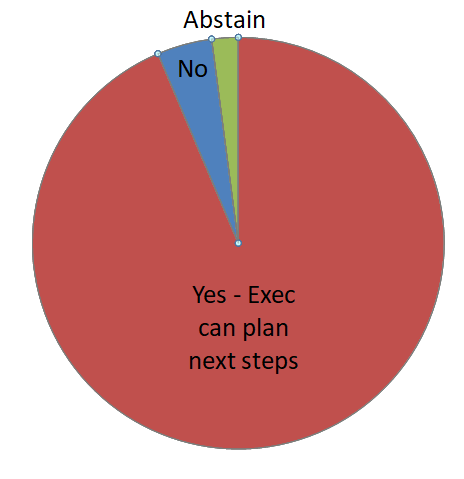 Abstain
No
Yes - Exec
can plan
next steps